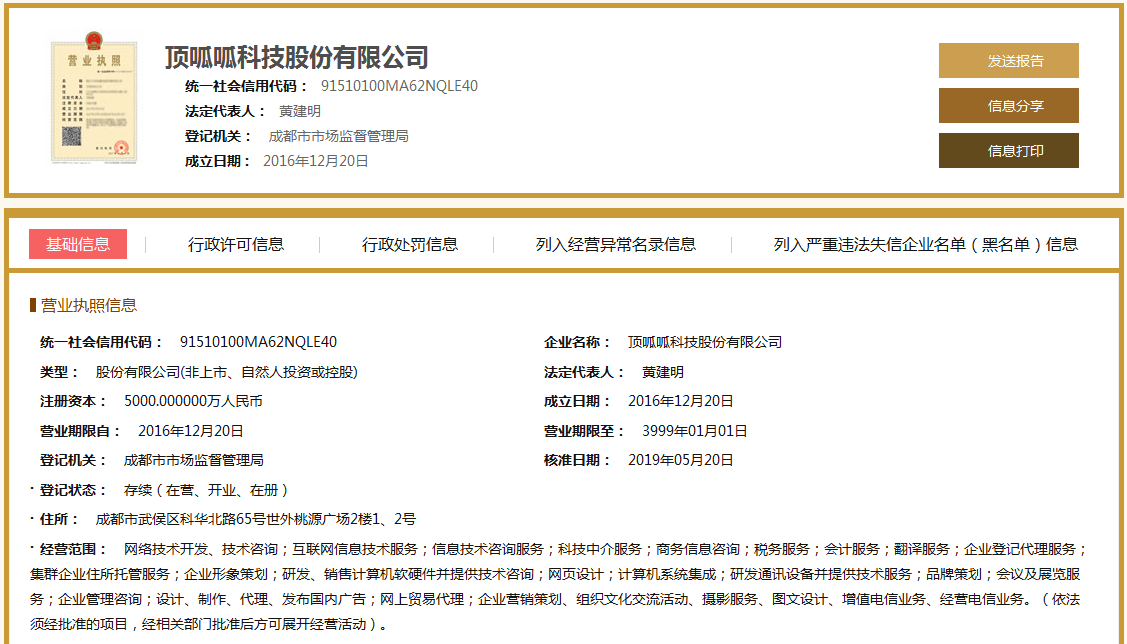 营业执照
顶呱呱科技股份有限公司
统一社会信用代码： 91510100MA62NQLE40
法定代表人： 黄建明
登记机关： 成都市市场监督管理局
成立日期： 2016年12月20日
发送报告
信息分享
信息打印
基础信息 行政许可信息 行政处罚信息 列入经营异常名录信息 列入严重违法失信企业名单（黑名单）信息
营业执照信息
统一社会信用代码： 91510100MA62NQLE40 企业名称： 顶呱呱科技股份有限公司
类型： 股份有限公司(非上市、自然人投资或控股) 法定代表人： 黄建明
注册资本： 5000.000000万人民币 成立日期： 2016年12月20日
营业期限自： 2016年12月20日 营业期限至： 3999年01月01日
登记机关： 成都市市场监督管理局 核准日期： 2019年05月20日
· 登记状态： 存续（在营、开业、在册）
· 住所： 成都市武侯区科华北路65号世外桃源广场2楼1、2号
· 经营范围： 网络技术开发、技术咨询；互联网信息技术服务；信息技术咨询服务；科技中介服务；商务信息咨询；税务服务；会计服务；翻译服务；企业登记代理服务；
集群企业住所托管服务；企业形象策划；研发、销售计算机软硬件并提供技术咨询；网页设计；计算机系统集成；研发通讯设备并提供技术服务；品牌策划；会议及展览服
务；企业管理咨询；设计、制作、代理、发布国内广告；网上贸易代理；企业营销策划、组织文化交流活动、摄影服务、图文设计、增值电信业务、经营电信业务。（依法
须经批准的项目，经相关部门批准后方可展开经营活动）。